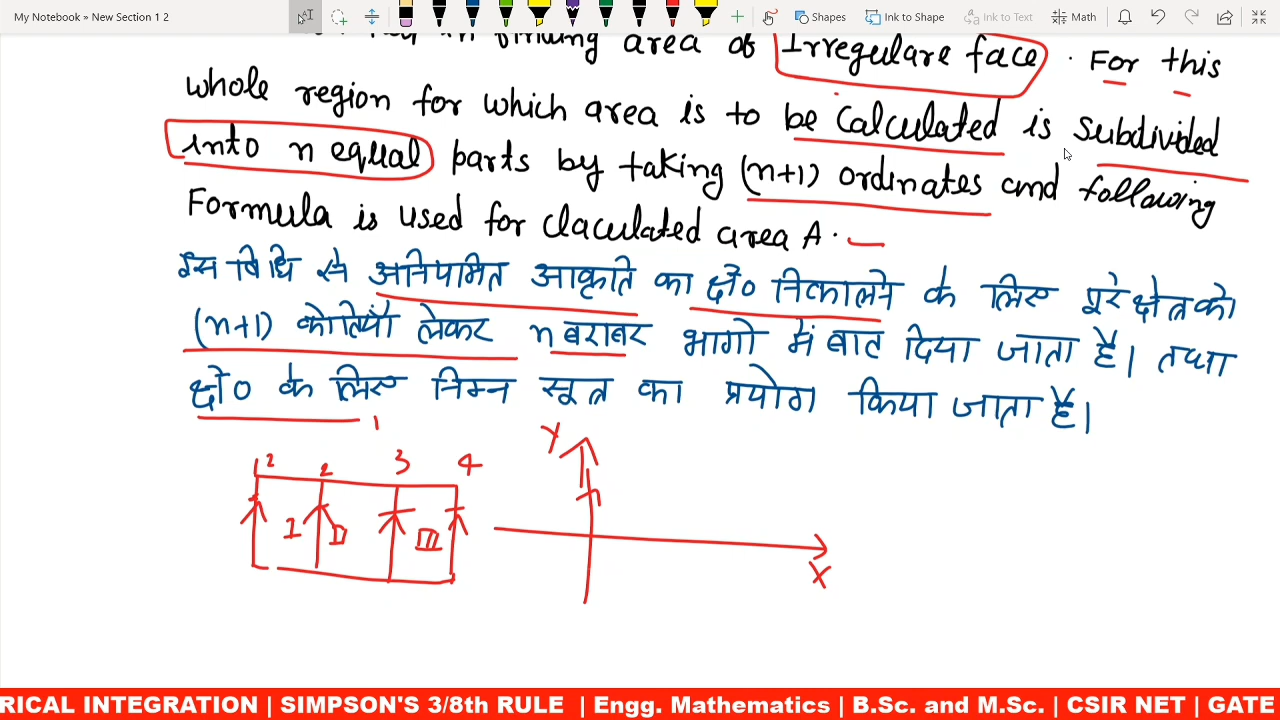 My Notebook » New Section 1 2
Shapes
Ink to Shape
Ink to Text
Math
in finding area of Irregulare face. For this
whole region for which area is to be calculated is subdivided
into n equal parts by taking (n+1) ordinates and following
Formula is used for claculated area A.
इस विधि से अनियमित आकृति का क्षे० निकालने के लिए पूरे क्षेत्र को
(n+1) कोटियों लेकर n बराबर भागो में बाट दिया जाता है। तथा
क्षे० के लिए निम्न सूत्र का प्रयोग किया जाता है।
2 3 4
I II III
Y
X
RICAL INTEGRATION | SIMPSON'S 3/8th RULE | Engg. Mathematics | B.Sc. and M.Sc. | CSIR NET | GATE